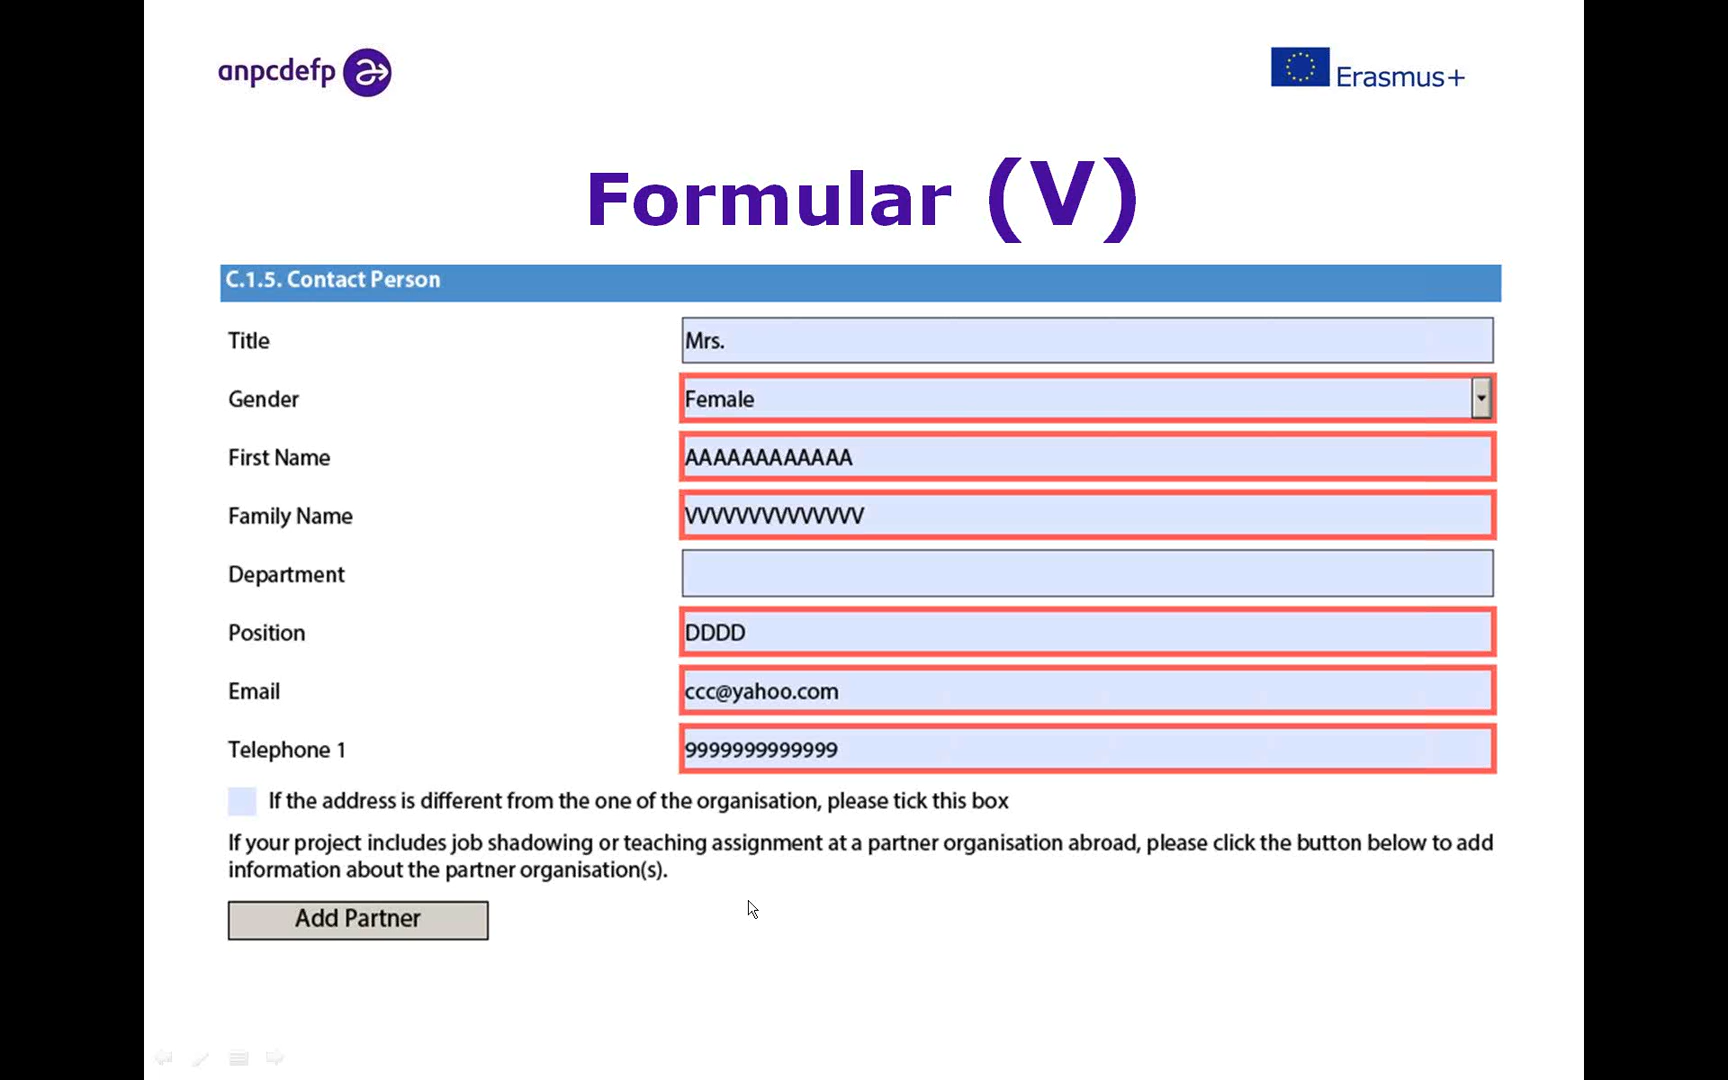 anpcdefp
Erasmus+
Formular (V)
C.1.5. Contact Person
Title Mrs.
Gender Female
First Name AAAAAAAAAAAA
Family Name VVVVVVVVVVVVVV
Department
Position DDDD
Email ccc@yahoo.com
Telephone 1 9999999999999
If the address is different from the one of the organisation, please tick this box
If your project includes job shadowing or teaching assignment at a partner organisation abroad, please click the button below to add
information about the partner organisation(s).
Add Partner